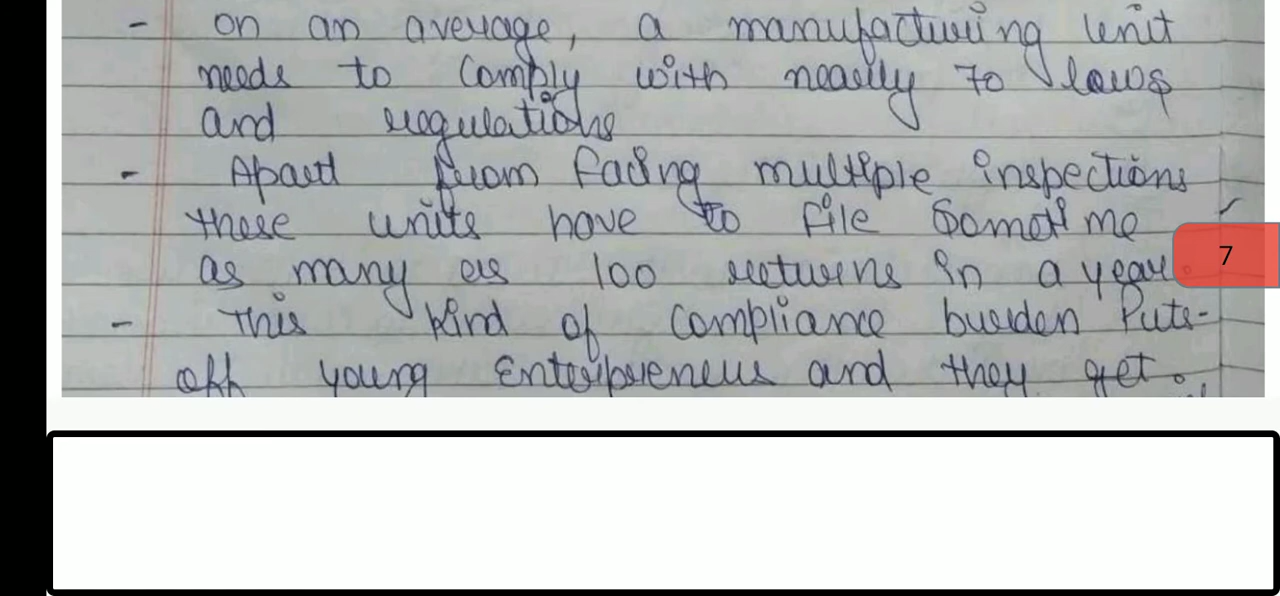 - on an average, a manufacturing unit
needs to comply with nearly 70 laws
and regulations
- Apart from facing multiple inspections
these units have to file Sometime
as many as 100 returns in a year.
7
- This kind of compliance burden Puts-
off young Enterpreneurs and they get